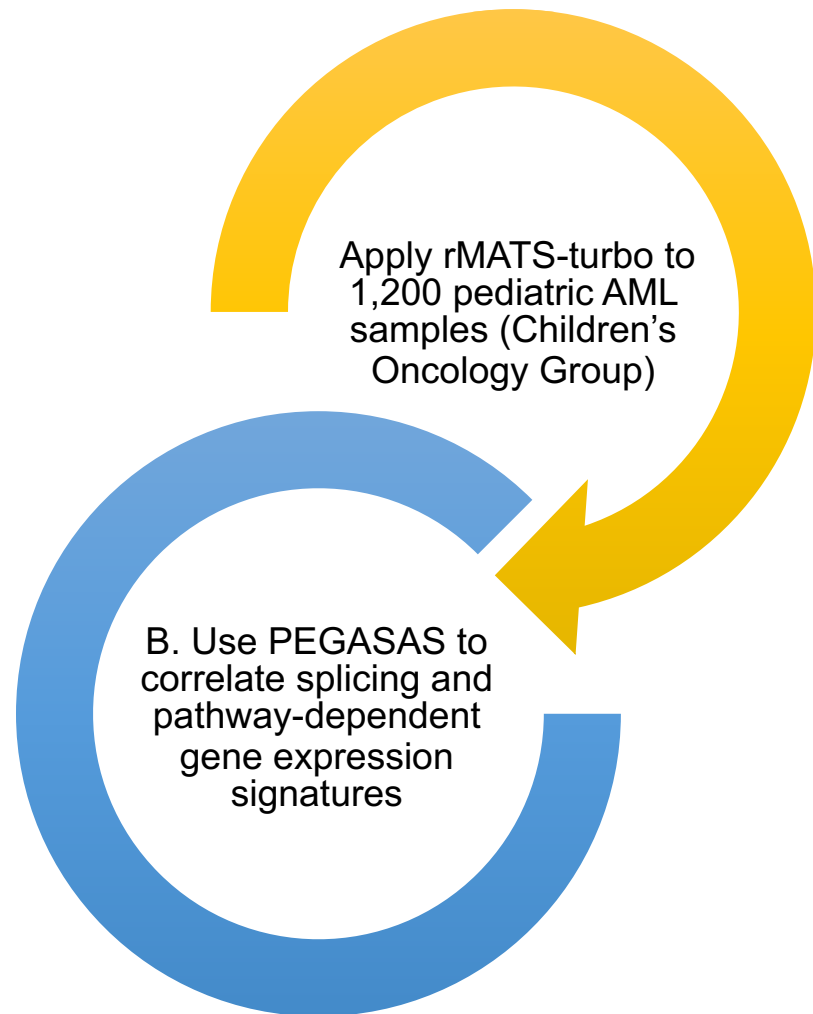 Apply rMATS-turbo to
1,200 pediatric AML
samples (Children’s
Oncology Group)
B. Use PEGASAS to
correlate splicing and
pathway-dependent
gene expression
signatures